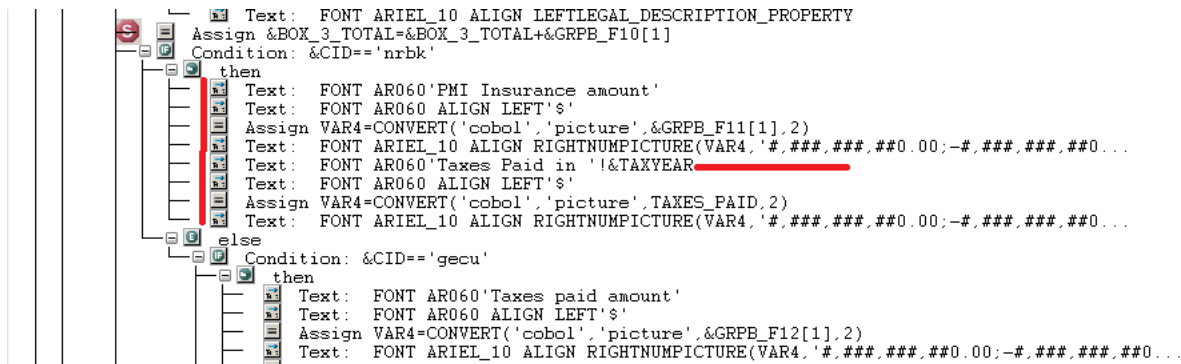 Text: FONT ARIEL_10 ALIGN LEFTLEGAL_DESCRIPTION_PROPERTY
S = Assign &BOX_3_TOTAL=&BOX_3_TOTAL+&GRPB_F10[1]
IF Condition: &CID=='nrbk'
then
Text: FONT AR060'PMI Insurance amount'
Text: FONT AR060 ALIGN LEFT'$'
= Assign VAR4=CONVERT('cobol','picture',&GRPB_F11[1],2)
Text: FONT ARIEL_10 ALIGN RIGHTNUMPICTURE(VAR4,'#,###,###,##0.00;-#,###,###,##0...
Text: FONT AR060'Taxes Paid in '!&TAXYEAR
Text: FONT AR060 ALIGN LEFT'$'
= Assign VAR4=CONVERT('cobol','picture',TAXES_PAID,2)
Text: FONT ARIEL_10 ALIGN RIGHTNUMPICTURE(VAR4,'#,###,###,##0.00;-#,###,###,##0...
E else
IF Condition: &CID=='gecu'
then
Text: FONT AR060'Taxes paid amount'
Text: FONT AR060 ALIGN LEFT'$'
= Assign VAR4=CONVERT('cobol','picture',&GRPB_F12[1],2)
Text: FONT ARIEL_10 ALIGN RIGHTNUMPICTURE(VAR4,'#,###,###,##0.00;-#,###,###,##0...